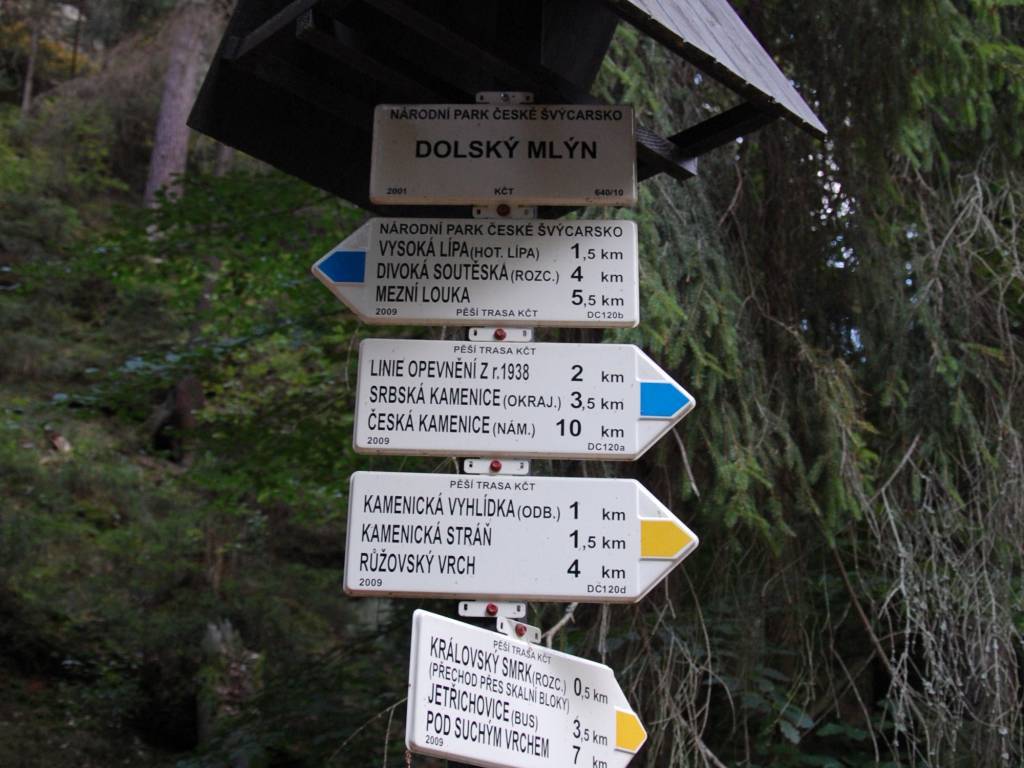 NÁRODNÍ PARK ČESKÉ ŠVÝCARSKO
DOLSKÝ MLÝN
2001 KČT 640/10
NÁRODNÍ PARK ČESKÉ ŠVÝCARSKO
VYSOKÁ LÍPA (HOT. LÍPA) 1,5 km
DIVOKÁ SOUTĚSKA (ROZC.) 4 km
MEZNÍ LOUKA 5,5 km
2009 PĚŠÍ TRASA KČT DC120b
PĚŠÍ TRASA KČT
LINIE OPEVNĚNÍ Z r.1938 2 km
SRBSKÁ KAMENICE (OKRAJ.) 3,5 km
ČESKÁ KAMENICE (NÁM.) 10 km
2009 DC120a
PĚŠÍ TRASA KČT
KAMENICKÁ VYHLÍDKA (ODB.) 1 km
KAMENICKÁ STRÁŇ 1,5 km
RŮŽOVSKÝ VRCH 4 km
2009 DC120d
PĚŠÍ TRASA KČT
KRÁLOVSKÝ SMRK (ROZC.) 0,5 km
(PŘECHOD PŘES SKALNÍ BLOKY)
JETŘICHOVICE (BUS) 3,5 km
POD SUCHÝM VRCHEM 7 km
2009